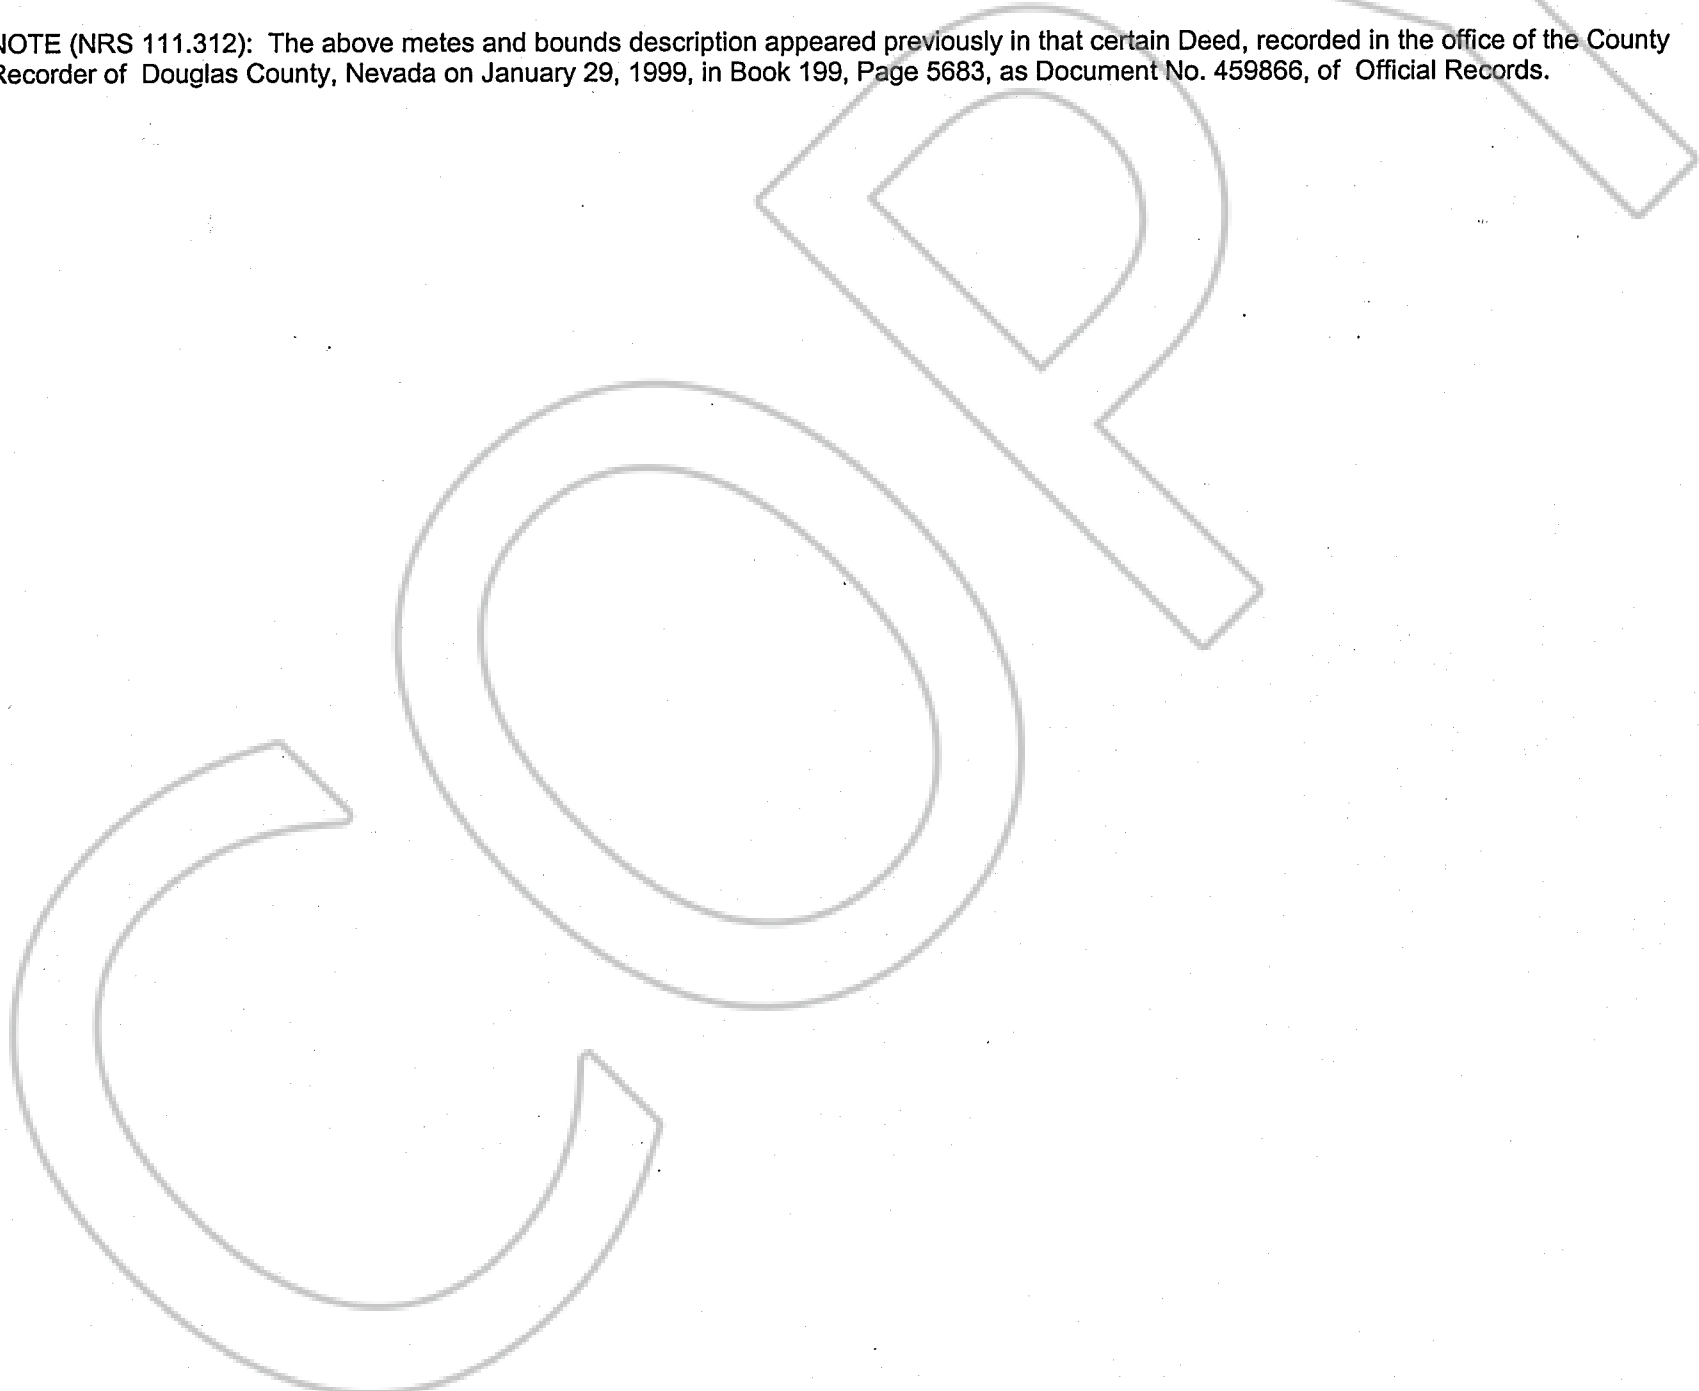 NOTE (NRS 111.312): The above metes and bounds description appeared previously in that certain Deed, recorded in the office of the County
Recorder of Douglas County, Nevada on January 29, 1999, in Book 199, Page 5683, as Document No. 459866, of Official Records.
COPY